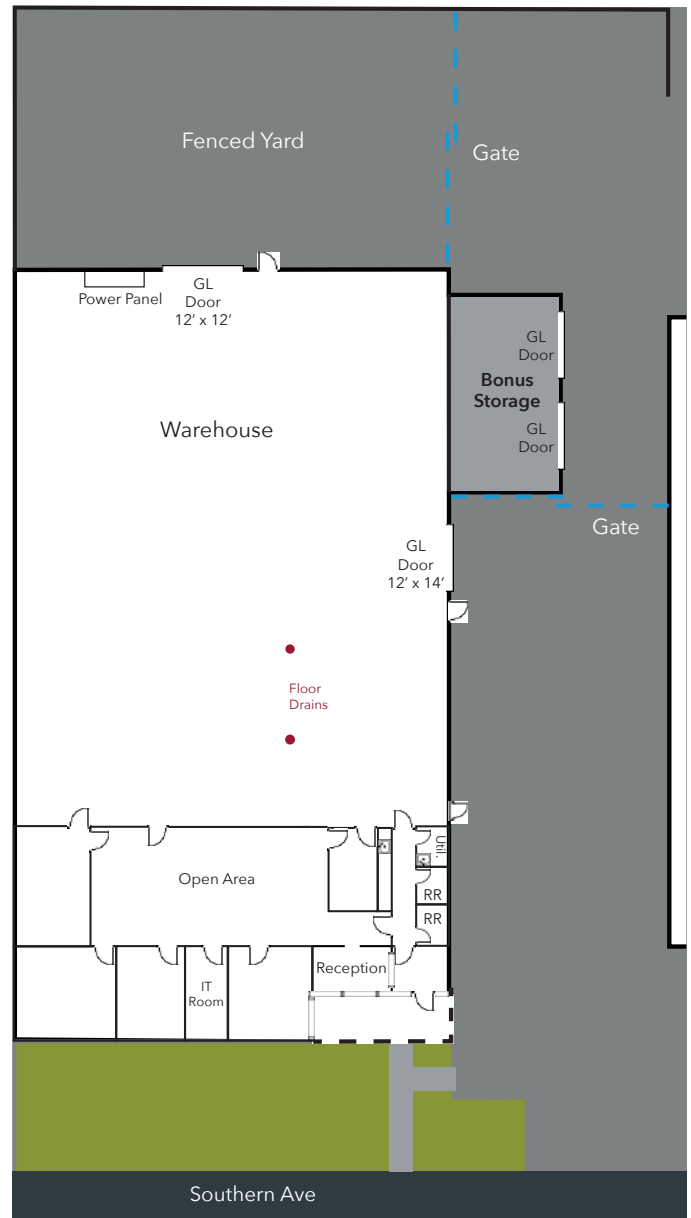 Fenced Yard
Gate
Power Panel
GL
Door
12’ x 12’
GL
Door
Bonus
Storage
GL
Door
Warehouse
Gate
GL
Door
12’ x 14’
Floor
Drains
Util.
Open Area
RR
RR
Reception
IT
Room
Southern Ave